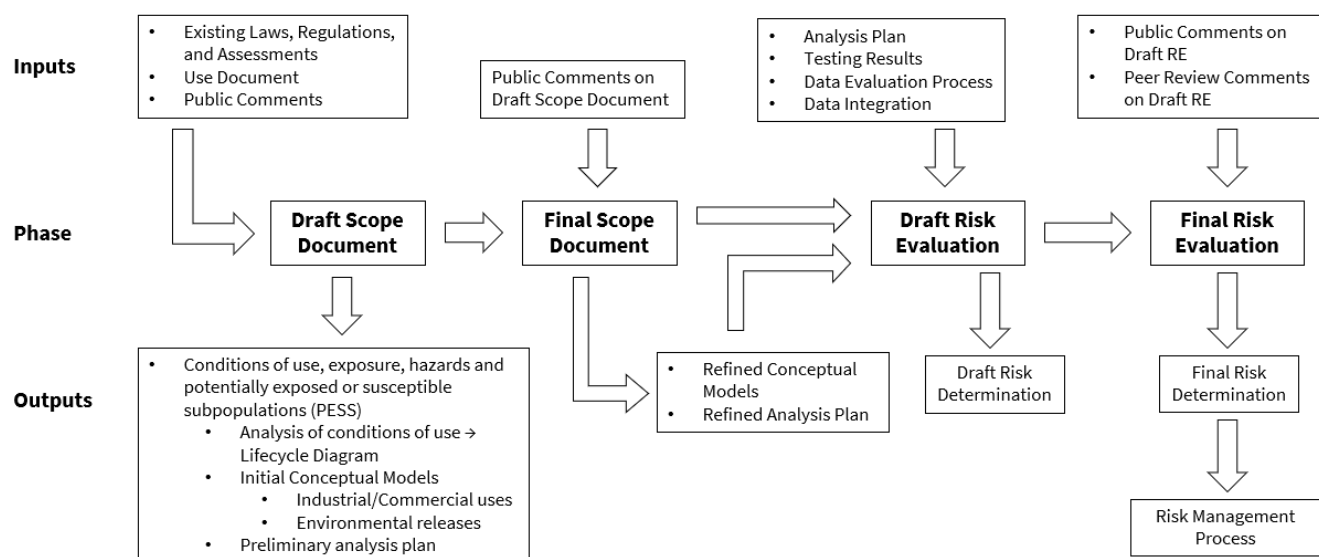 Inputs
• Existing Laws, Regulations,
and Assessments
• Use Document
• Public Comments
Public Comments on
Draft Scope Document
• Analysis Plan
• Testing Results
• Data Evaluation Process
• Data Integration
• Public Comments on
Draft RE
• Peer Review Comments
on Draft RE
Phase
Draft Scope
Document
Final Scope
Document
Draft Risk
Evaluation
Final Risk
Evaluation
Outputs
• Conditions of use, exposure, hazards and
potentially exposed or susceptible
subpopulations (PESS)
• Analysis of conditions of use →
Lifecycle Diagram
• Initial Conceptual Models
• Industrial/Commercial uses
• Environmental releases
• Preliminary analysis plan
• Refined Conceptual
Models
• Refined Analysis Plan
Draft Risk
Determination
Final Risk
Determination
Risk Management
Process